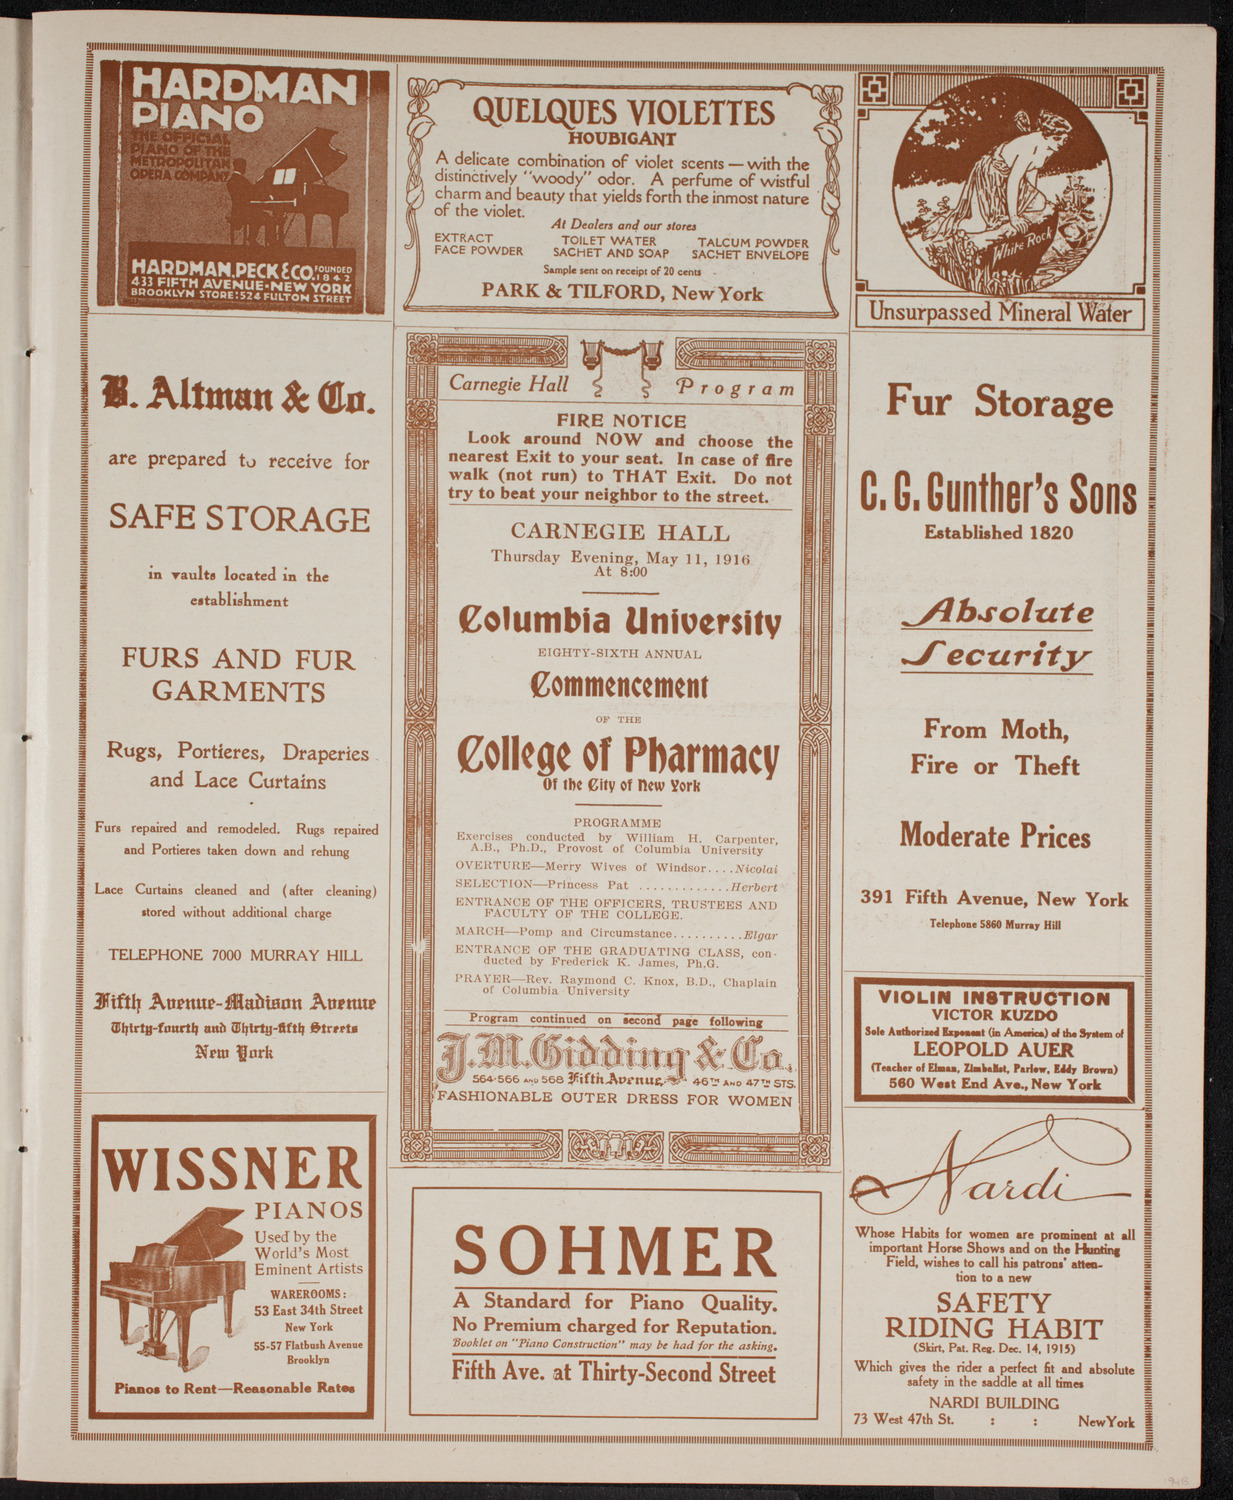 HARDMAN
PIANO
THE OFFICIAL
PIANO OF THE
METROPOLITAN
OPERA COMPANY
HARDMAN, PECK & CO. FOUNDED 1842
433 FIFTH AVENUE·NEW YORK
BROOKLYN STORE:524 FULTON STREET
QUELQUES VIOLETTES
HOUBIGANT
A delicate combination of violet scents — with the
distinctively "woody" odor. A perfume of wistful
charm and beauty that yields forth the inmost nature
of the violet.
At Dealers and our stores
EXTRACT TOILET WATER TALCUM POWDER
FACE POWDER SACHET AND SOAP SACHET ENVELOPE
Sample sent on receipt of 20 cents
PARK & TILFORD, New York
White Rock
Unsurpassed Mineral Water
B. Altman & Co.
are prepared to receive for
SAFE STORAGE
in vaults located in the
establishment
FURS AND FUR
GARMENTS
Rugs, Portieres, Draperies
and Lace Curtains
Furs repaired and remodeled. Rugs repaired
and Portieres taken down and rehung
Lace Curtains cleaned and (after cleaning)
stored without additional charge
TELEPHONE 7000 MURRAY HILL
Fifth Avenue-Madison Avenue
Thirty-fourth and Thirty-fifth Streets
New York
WISSNER
PIANOS
Used by the
World's Most
Eminent Artists
WAREROOMS:
53 East 34th Street
New York
55-57 Flatbush Avenue
Brooklyn
Pianos to Rent—Reasonable Rates
Carnegie Hall Program
FIRE NOTICE
Look around NOW and choose the
nearest Exit to your seat. In case of fire
walk (not run) to THAT Exit. Do not
try to beat your neighbor to the street.
CARNEGIE HALL
Thursday Evening, May 11, 1916
At 8:00
Columbia University
EIGHTY-SIXTH ANNUAL
Commencement
OF THE
College of Pharmacy
Of the City of New York
PROGRAMME
Exercises conducted by William H. Carpenter,
A.B., Ph.D., Provost of Columbia University
OVERTURE—Merry Wives of Windsor....Nicolai
SELECTION—Princess Pat .............Herbert
ENTRANCE OF THE OFFICERS, TRUSTEES AND
FACULTY OF THE COLLEGE.
MARCH—Pomp and Circumstance..........Elgar
ENTRANCE OF THE GRADUATING CLASS, con-
ducted by Frederick K. James, Ph.G.
PRAYER—Rev. Raymond C. Knox, B.D., Chaplain
of Columbia University
Program continued on second page following
J.M. Gidding & Co.
564-566 AND 568 Fifth Avenue, 46TH AND 47TH STS.
FASHIONABLE OUTER DRESS FOR WOMEN
SOHMER
A Standard for Piano Quality.
No Premium charged for Reputation.
Booklet on "Piano Construction" may be had for the asking.
Fifth Ave. at Thirty-Second Street
Fur Storage
C. G. Gunther's Sons
Established 1820
Absolute
Security
From Moth,
Fire or Theft
Moderate Prices
391 Fifth Avenue, New York
Telephone 5860 Murray Hill
VIOLIN INSTRUCTION
VICTOR KUZDO
Sole Authorized Exponent (in America) of the System of
LEOPOLD AUER
(Teacher of Elman, Zimbalist, Parlow, Eddy Brown)
560 West End Ave., New York
Nardi
Whose Habits for women are prominent at all
important Horse Shows and on the Hunting
Field, wishes to call his patrons' atten-
tion to a new
SAFETY
RIDING HABIT
(Skirt, Pat. Reg. Dec. 14, 1915)
Which gives the rider a perfect fit and absolute
safety in the saddle at all times
NARDI BUILDING
73 West 47th St. : : New York